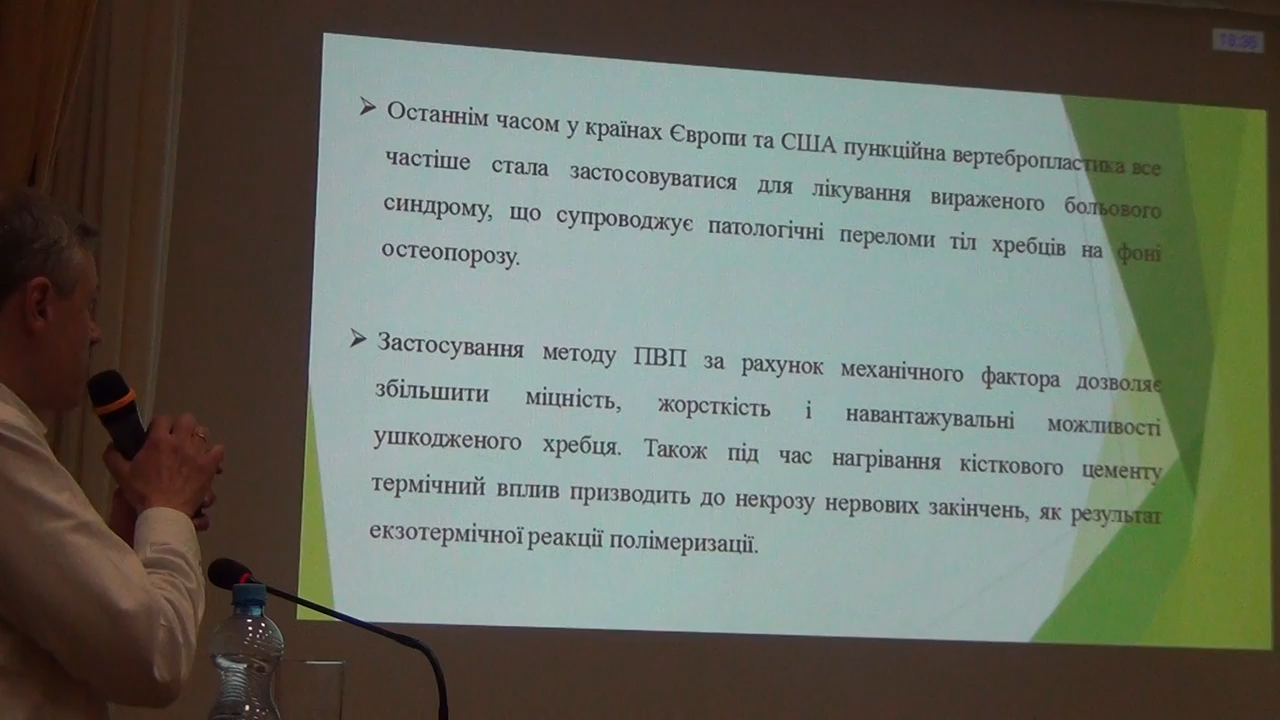 18:35
➢ Останнім часом у країнах Європи та США пункційна вертебропластика все
частіше стала застосовуватися для лікування вираженого больового
синдрому, що супроводжує патологічні переломи тіл хребців на фоні
остеопорозу.
➢ Застосування методу ПВП за рахунок механічного фактора дозволяє
збільшити міцність, жорсткість і навантажувальні можливості
ушкодженого хребця. Також під час нагрівання кісткового цементу
термічний вплив призводить до некрозу нервових закінчень, як результат
екзотермічної реакції полімеризації.